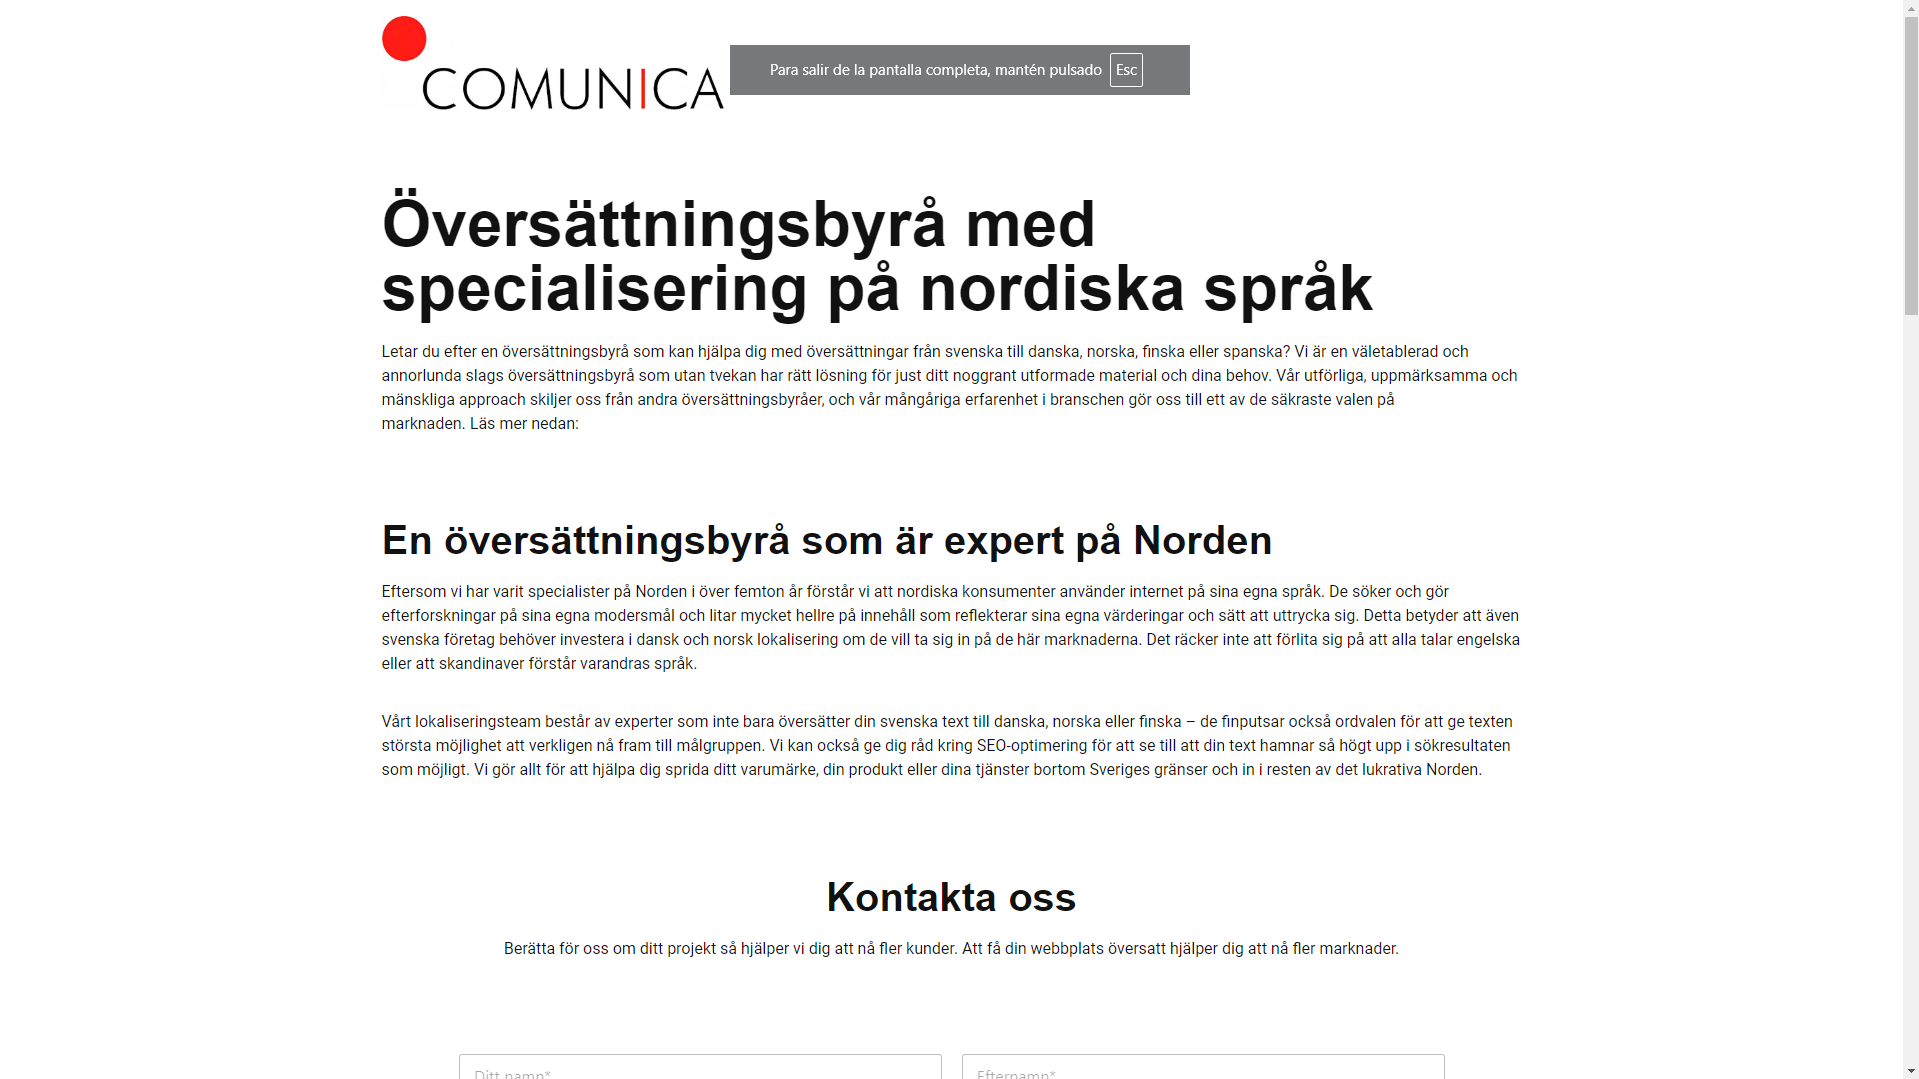 COMUNICA
Para salir de la pantalla completa, mantén pulsado Esc
Översättningsbyrå med
specialisering på nordiska språk
Letar du efter en översättningsbyrå som kan hjälpa dig med översättningar från svenska till danska, norska, finska eller spanska? Vi är en väletablerad och
annorlunda slags översättningsbyrå som utan tvekan har rätt lösning för just ditt noggrant utformade material och dina behov. Vår utförliga, uppmärksamma och
mänskliga approach skiljer oss från andra översättningsbyråer, och vår mångåriga erfarenhet i branschen gör oss till ett av de säkraste valen på
marknaden. Läs mer nedan:
En översättningsbyrå som är expert på Norden
Eftersom vi har varit specialister på Norden i över femton år förstår vi att nordiska konsumenter använder internet på sina egna språk. De söker och gör
efterforskningar på sina egna modersmål och litar mycket hellre på innehåll som reflekterar sina egna värderingar och sätt att uttrycka sig. Detta betyder att även
svenska företag behöver investera i dansk och norsk lokalisering om de vill ta sig in på de här marknaderna. Det räcker inte att förlita sig på att alla talar engelska
eller att skandinaver förstår varandras språk.
Vårt lokaliseringsteam består av experter som inte bara översätter din svenska text till danska, norska eller finska – de finputsar också ordvalen för att ge texten
största möjlighet att verkligen nå fram till målgruppen. Vi kan också ge dig råd kring SEO-optimering för att se till att din text hamnar så högt upp i sökresultaten
som möjligt. Vi gör allt för att hjälpa dig sprida ditt varumärke, din produkt eller dina tjänster bortom Sveriges gränser och in i resten av det lukrativa Norden.
Kontakta oss
Berätta för oss om ditt projekt så hjälper vi dig att nå fler kunder. Att få din webbplats översatt hjälper dig att nå fler marknader.
Ditt namn* Efternamn*